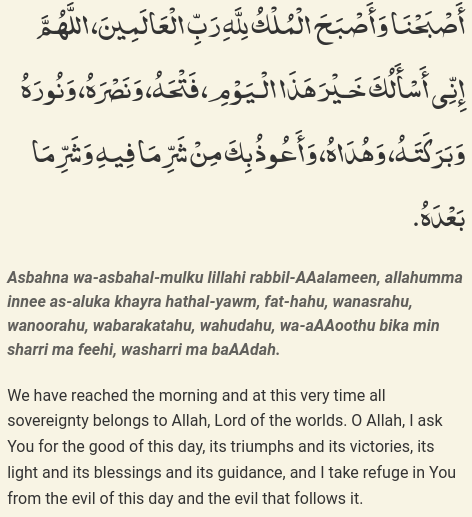 أَصْبَحْنَا وَأَصْبَحَ الْمُلْكُ لِلَّهِ رَبِّ الْعَالَمِينَ، اللَّهُمَّ
إِنِّي أَسْأَلُكَ خَيْرَ هَذَا الْيَوْمِ، فَتْحَهُ، وَنَصْرَهُ، وَنُورَهُ
وَبَرَكَتَهُ، وَهُدَاهُ، وَأَعُوذُ بِكَ مِنْ شَرِّ مَا فِيهِ وَشَرِّ مَا
بَعْدَهُ.
Asbahna wa-asbahal-mulku lillahi rabbil-AAalameen, allahumma
innee as-aluka khayra hathal-yawm, fat-hahu, wanasrahu,
wanoorahu, wabarakatahu, wahudahu, wa-aAAoothu bika min
sharri ma feehi, washarri ma baAAdah.
We have reached the morning and at this very time all
sovereignty belongs to Allah, Lord of the worlds. O Allah, I ask
You for the good of this day, its triumphs and its victories, its
light and its blessings and its guidance, and I take refuge in You
from the evil of this day and the evil that follows it.